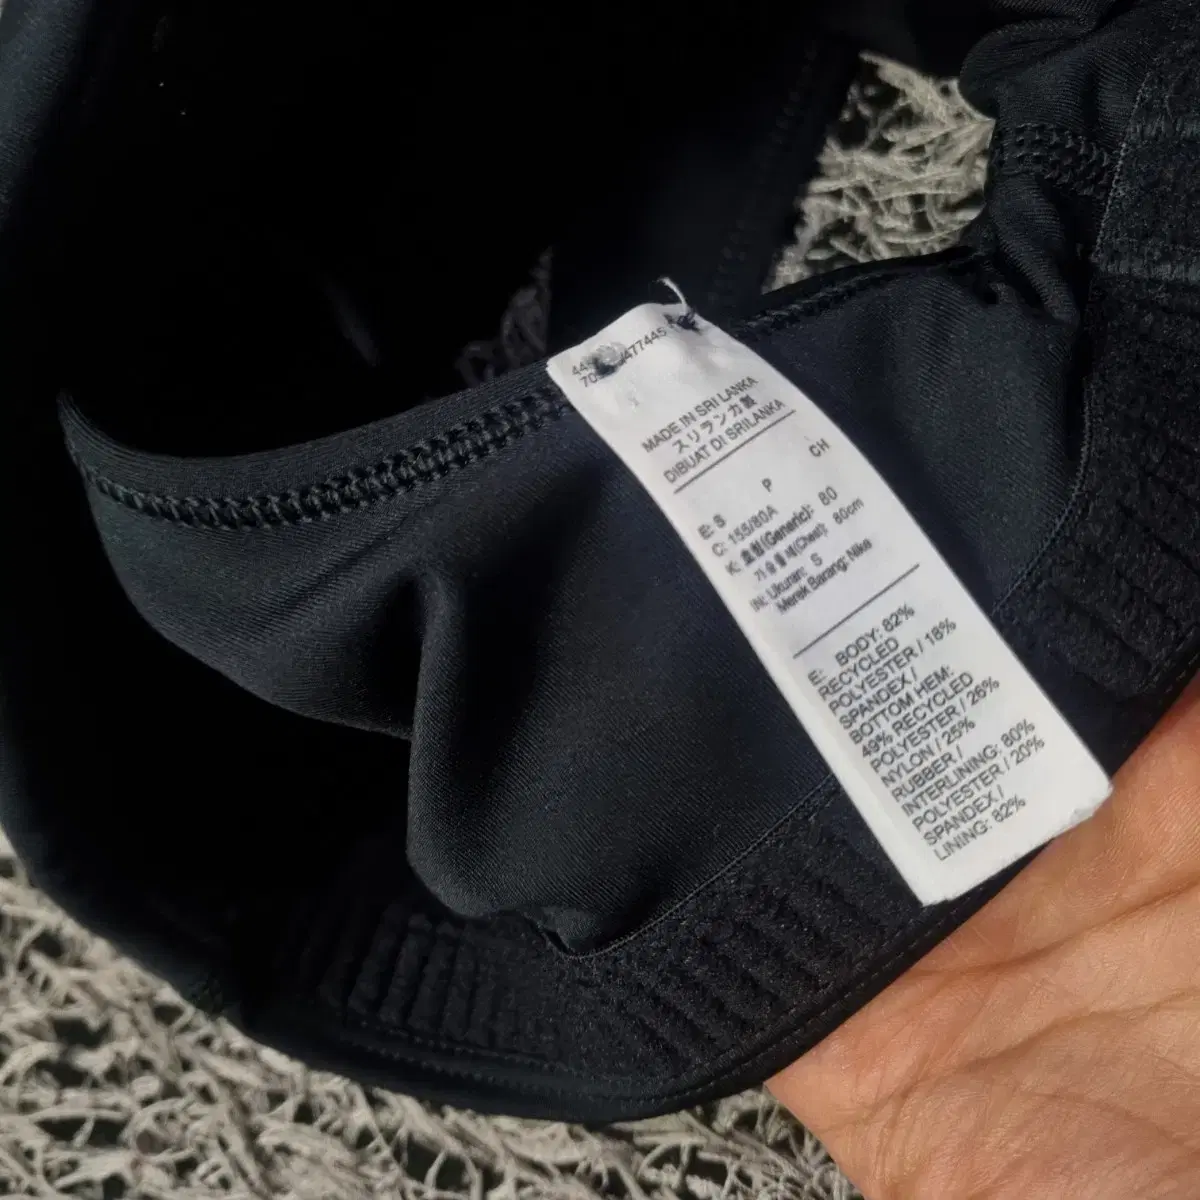 MADE IN SRI LANKA
スリランカ製
DIBUAT DI SRILANKA
P CH
E: S
C: 155/80A
K: 호칭(Generic): 80
가슴둘레(Chest): 80cm
IN: Ukuran: S
Merek Barang: Nike
E: BODY: 82%
RECYCLED
POLYESTER / 18%
SPANDEX /
BOTTOM HEM:
49% RECYCLED
POLYESTER / 26%
NYLON / 25%
RUBBER /
INTERLINING: 80%
POLYESTER / 20%
SPANDEX /
LINING: 82%